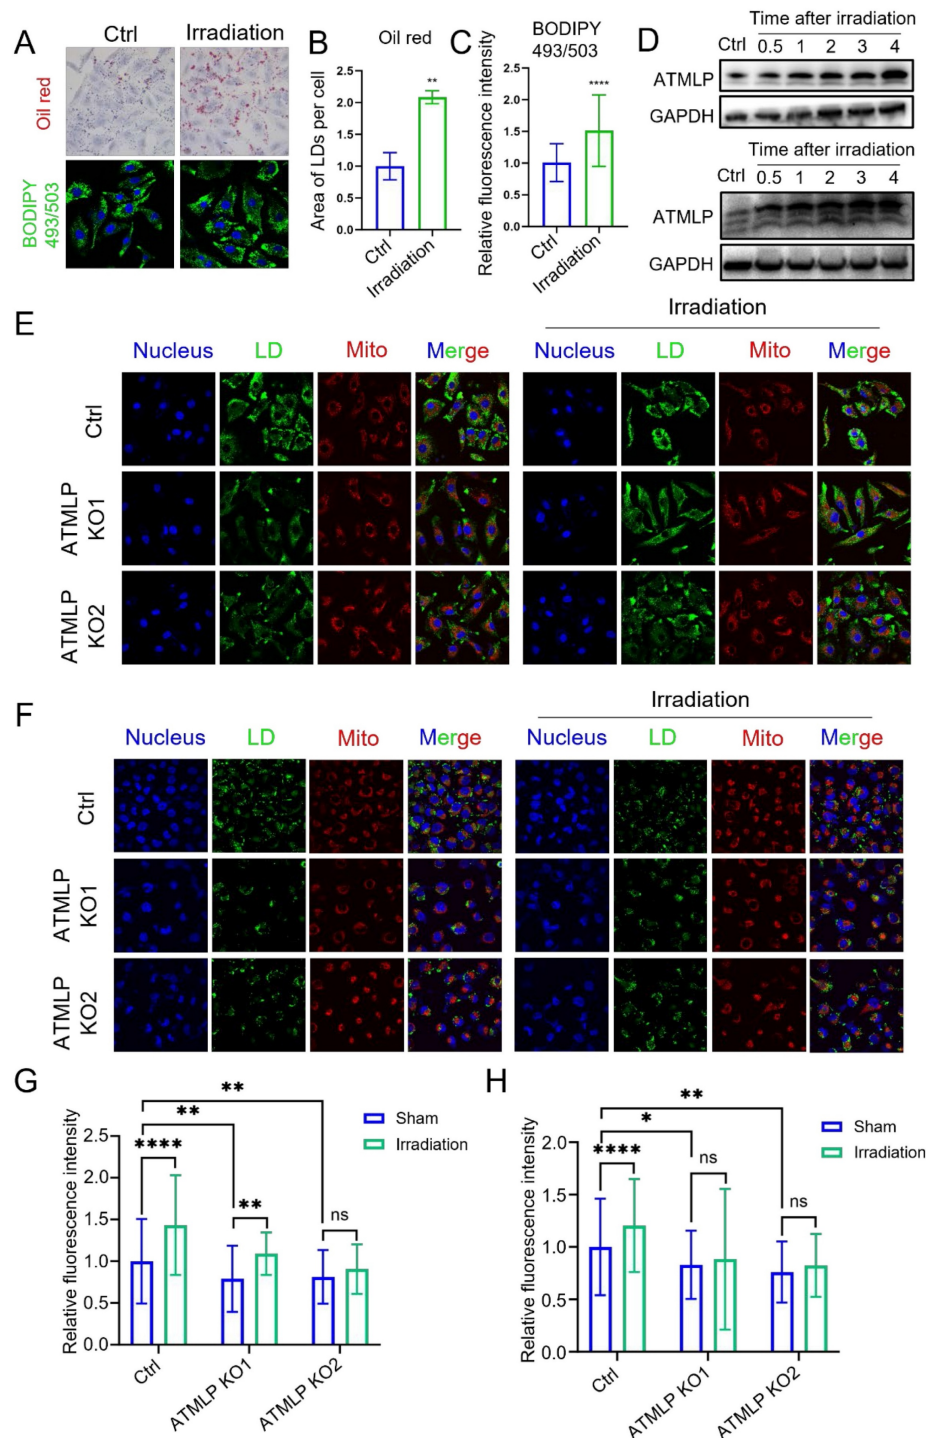 A
Ctrl
Irradiation
Oil red
BODIPY
493/503
B
Oil red
Area of LDs per cell
2.5
2.0
1.5
1.0
0.5
0.0
**
Ctrl
Irradiation
C
BODIPY
493/503
Relative fluorescence intensity
2.5
2.0
1.5
1.0
0.5
0.0
****
Ctrl
Irradiation
D
Time after irradiation
Ctrl 0.5 1 2 3 4
ATMLP
GAPDH
Time after irradiation
Ctrl 0.5 1 2 3 4
ATMLP
GAPDH
E
Irradiation
Nucleus LD Mito Merge Nucleus LD Mito Merge
Ctrl
ATMLP
KO1
ATMLP
KO2
F
Irradiation
Nucleus LD Mito Merge Nucleus LD Mito Merge
Ctrl
ATMLP
KO1
ATMLP
KO2
G
Relative fluorescence intensity
2.5
2.0
1.5
1.0
0.5
0.0
**
**
****
**
ns
Sham
Irradiation
Ctrl
ATMLP KO1
ATMLP KO2
H
Relative fluorescence intensity
2.0
1.5
1.0
0.5
0.0
**
*
****
ns
ns
Sham
Irradiation
Ctrl
ATMLP KO1
ATMLP KO2